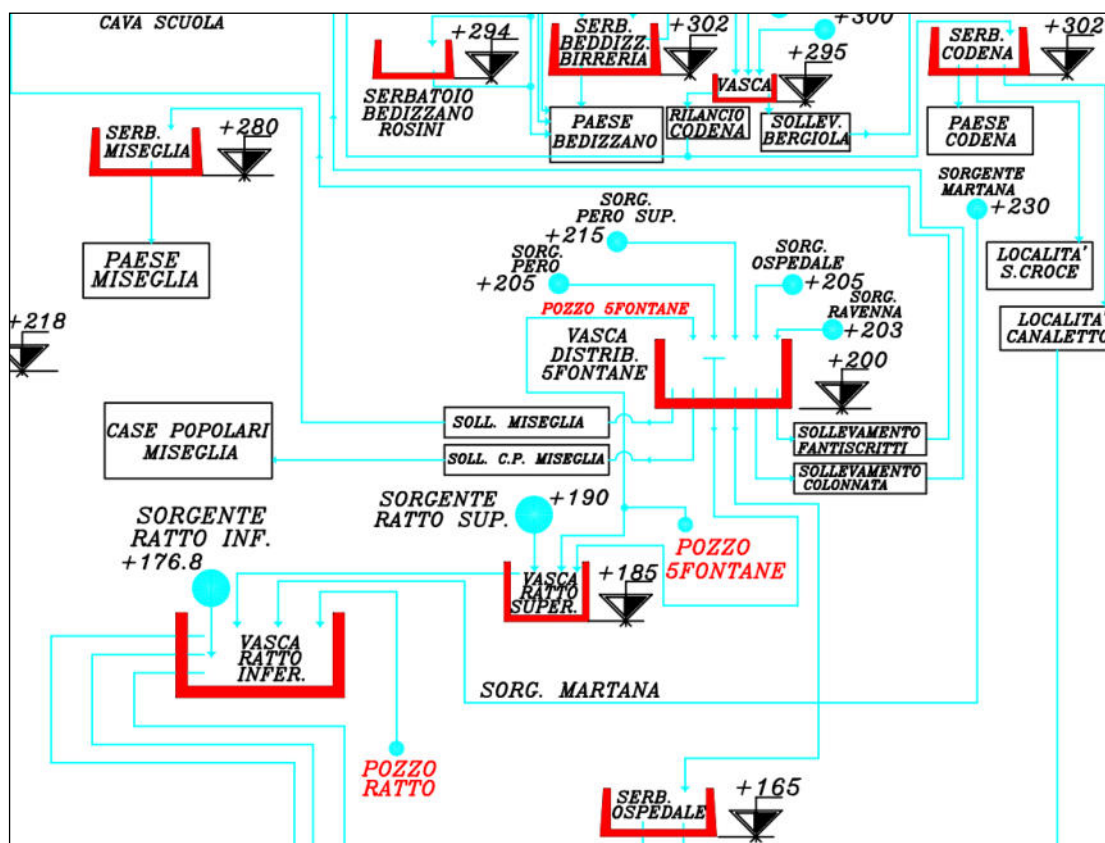 CAVA SCUOLA
+294
SERB.
BEDDIZZ.
BIRRERIA
+302
+300
+295
SERB.
CODENA
+302
VASCA
SERBATOIO
BEDIZZANO
ROSINI
PAESE
BEDIZZANO
RILANCIO
CODENA
SOLLEV.
BERGIOLA
PAESE
CODENA
SERB.
MISEGLIA
+280
SORGENTE
MARTANA
+230
PAESE
MISEGLIA
SORG.
PERO SUP.
+215
SORG.
PERO
+205
SORG.
OSPEDALE
+205
LOCALITA'
S.CROCE
SORG.
RAVENNA
+203
POZZO 5FONTANE
VASCA
DISTRIB.
5FONTANE
+200
LOCALITA'
CANALETTO
+218
CASE POPOLARI
MISEGLIA
SOLL. MISEGLIA
SOLL. C.P. MISEGLIA
SOLLEVAMENTO
FANTISCRITTI
SOLLEVAMENTO
COLONNATA
SORGENTE
RATTO SUP.
+190
SORGENTE
RATTO INF.
+176.8
POZZO
5FONTANE
VASCA
RATTO
SUPER.
+185
VASCA
RATTO
INFER.
SORG. MARTANA
POZZO
RATTO
SERB.
OSPEDALE
+165